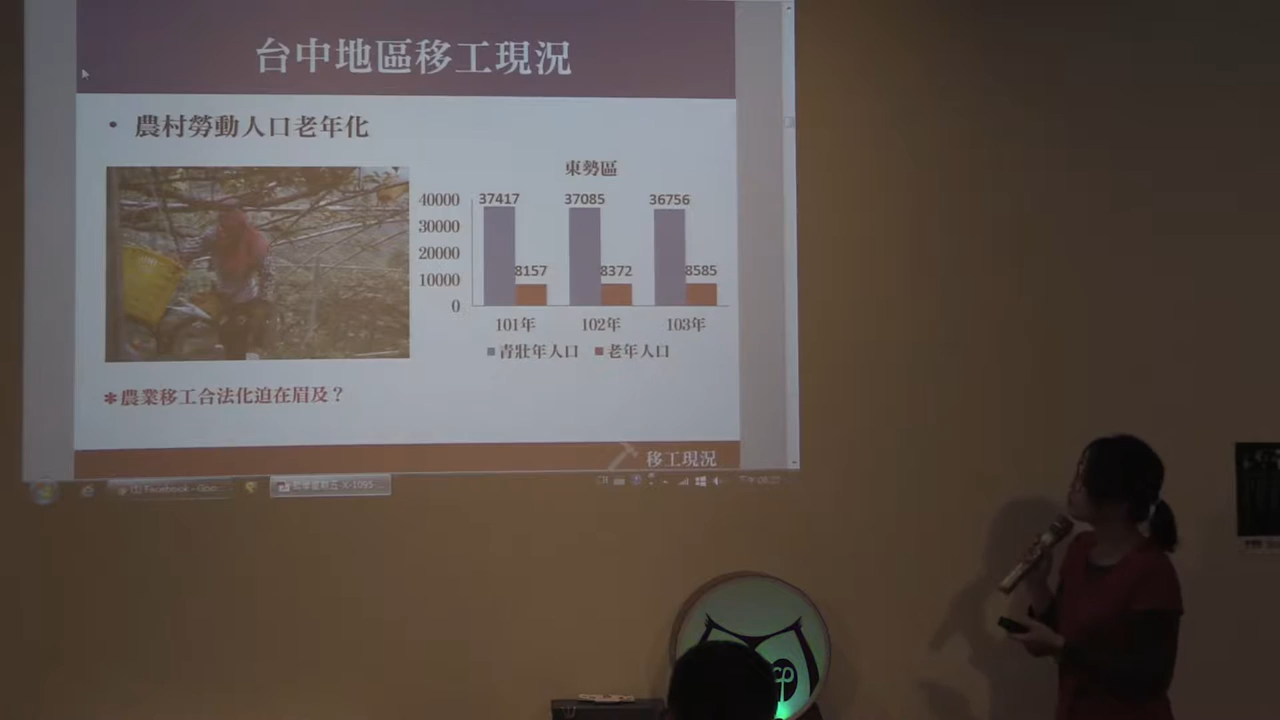 台中地區移工現況
• 農村勞動人口老年化
東勢區
40000
30000
20000
10000
0
37417
8157
37085
8372
36756
8585
101年
102年
103年
青壯年人口
老年人口
*農業移工合法化迫在眉及？
移工現況
Facebook - Goo